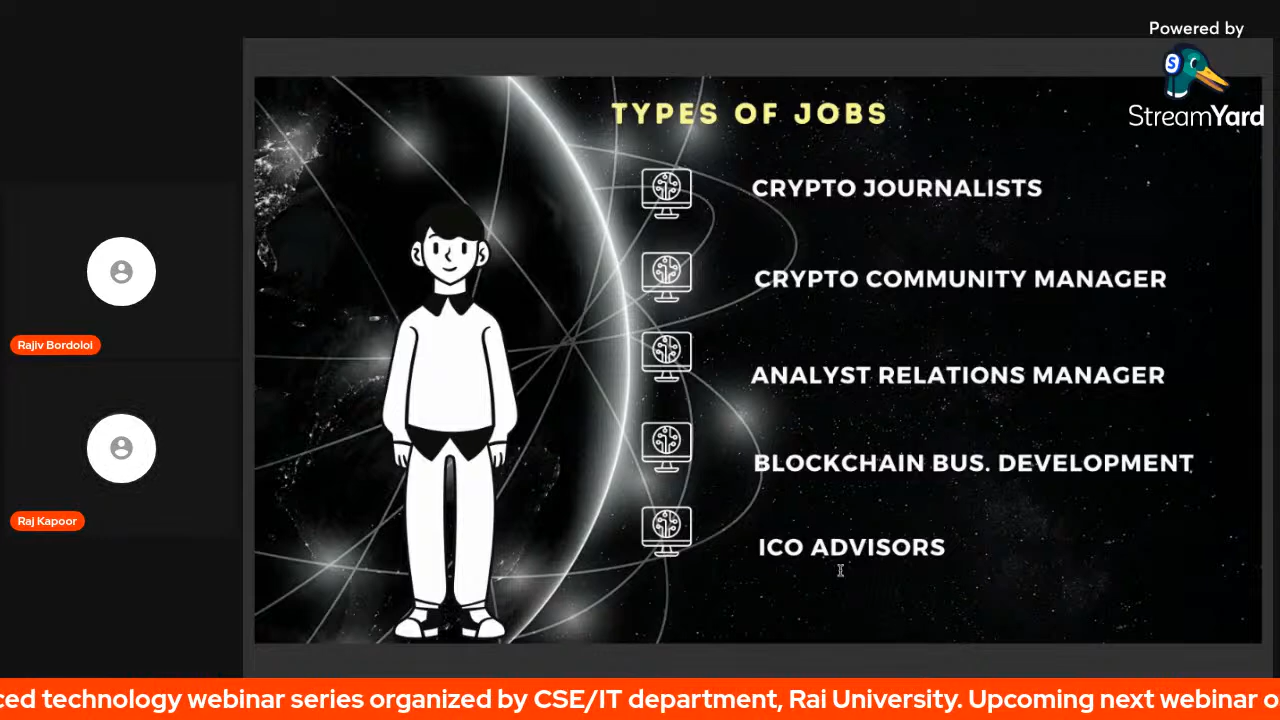 Powered by
S
StreamYard
TYPES OF JOBS
CRYPTO JOURNALISTS
CRYPTO COMMUNITY MANAGER
ANALYST RELATIONS MANAGER
BLOCKCHAIN BUS. DEVELOPMENT
ICO ADVISORS
Rajiv Bordoloi
Raj Kapoor
ced technology webinar series organized by CSE/IT department, Rai University. Upcoming next webinar o